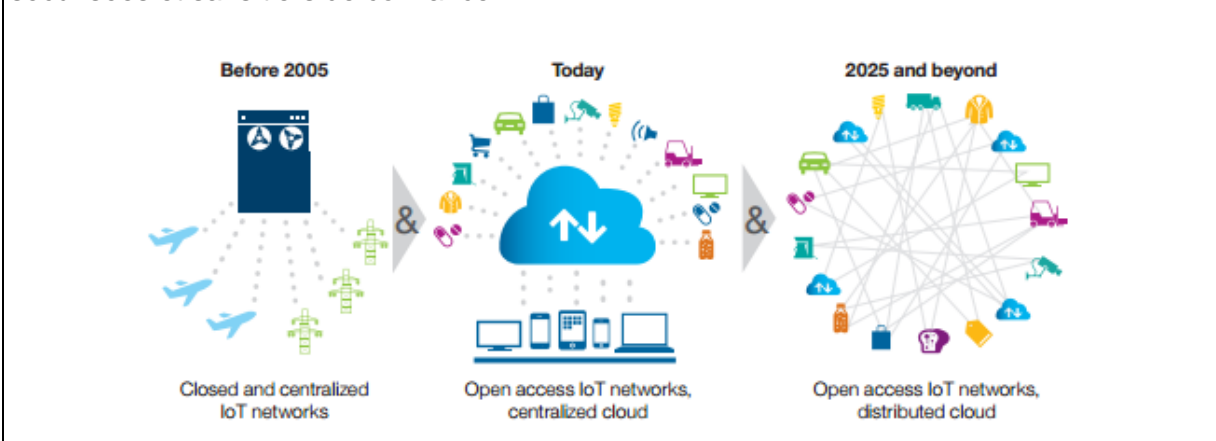 Before 2005
Today
2025 and beyond
&
&
Closed and centralized
IoT networks
Open access IoT networks,
centralized cloud
Open access IoT networks,
distributed cloud